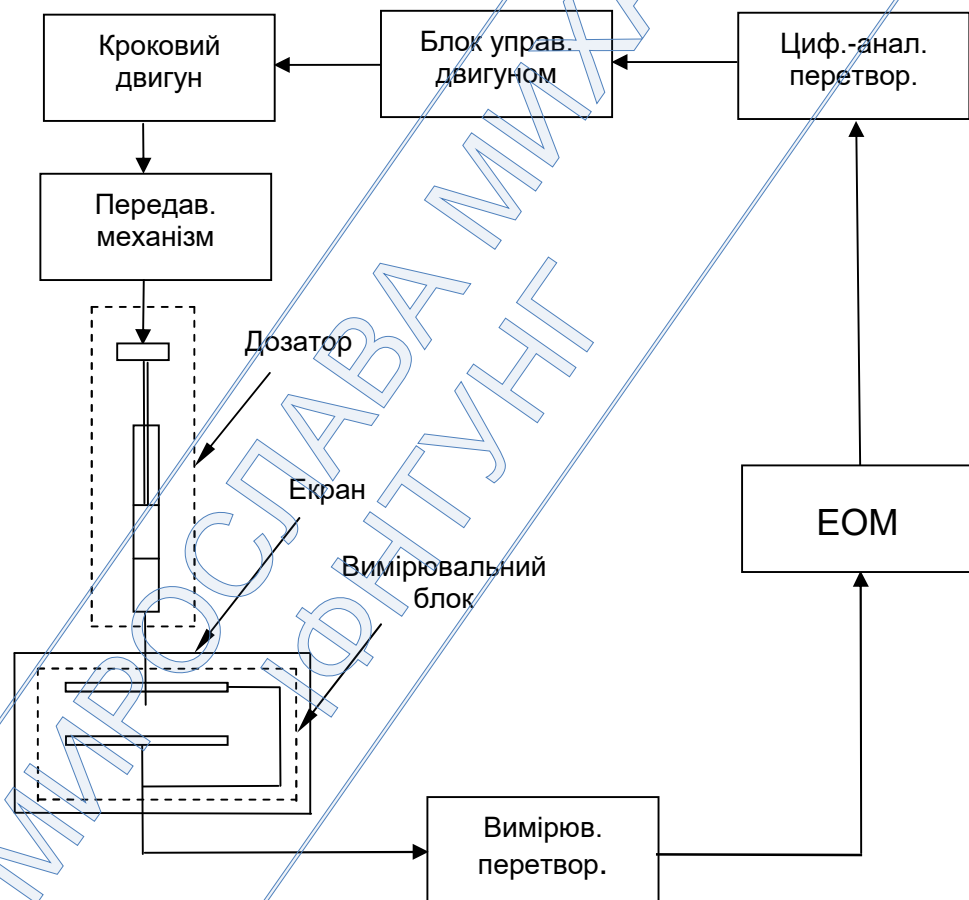 Кроковий
двигун
Блок управ.
двигуном
Циф.-анал.
перетвор.
Передав.
механізм
Дозатор
Екран
ЕОМ
Вимірювальний
блок
Вимірюв.
перетвор.
МИРОСЛАВА МИХА
ІФНТУНГ